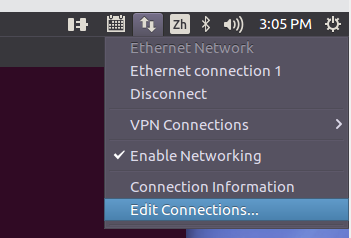 Zh 3:05 PM
Ethernet Network
Ethernet connection 1
Disconnect
VPN Connections
Enable Networking
Connection Information
Edit Connections...